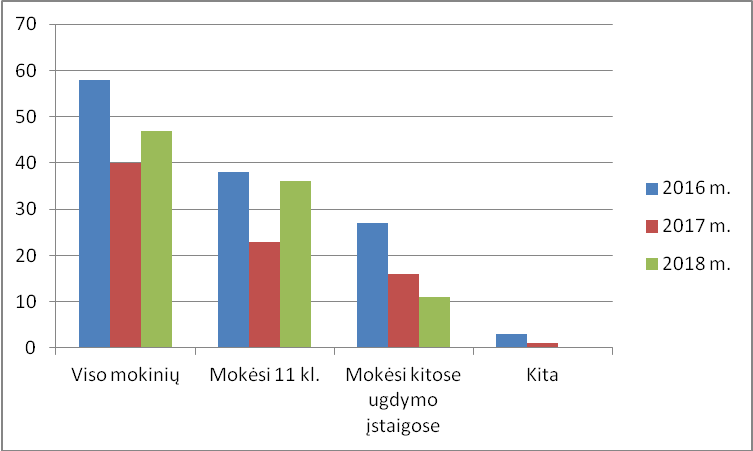 70
60
50
40
30
20
10
0
Viso mokinių
Mokėsi 11 kl.
Mokėsi kitose
ugdymo
įstaigose
Kita
2016 m.
2017 m.
2018 m.